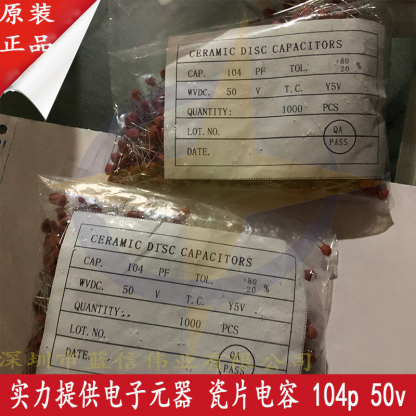 原装
正品
CERAMIC DISC CAPACITORS
CAP. 104 PF TOL. +80 20 %
WVDC. 50 V T.C. Y5V
QUANTITY: 1000 PCS
LOT.NO.
DATE.
QA
PASS
CERAMIC DISC CAPACITORS
CAP. 104 PF TOL. +80 20 %
WVDC. 50 V T.C. Y5V
QUANTITY:. 1000 PCS
LOT.NO.
DATE.
QA
PASS
深圳市蓝信伟业有限公司
实力提供电子元器 瓷片电容 104p 50v